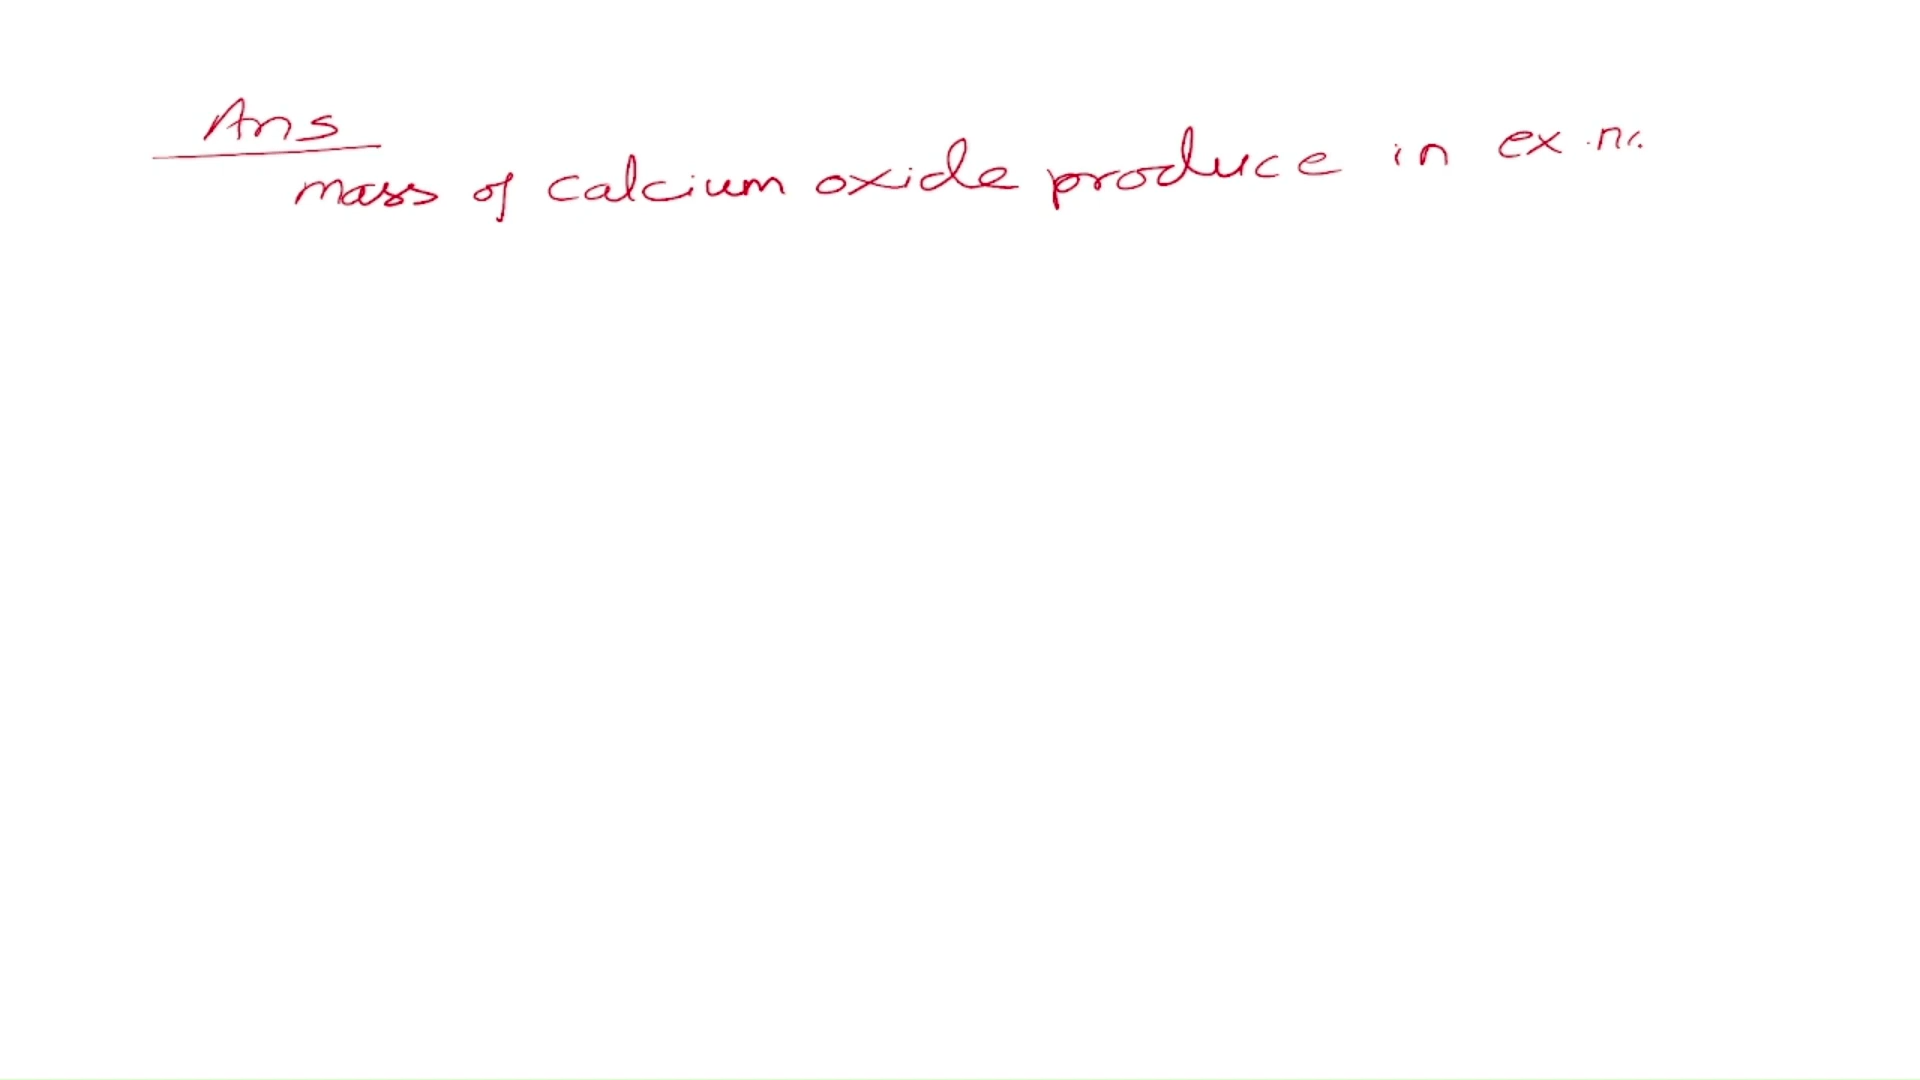 Ans
mass of calcium oxide produce in ex.